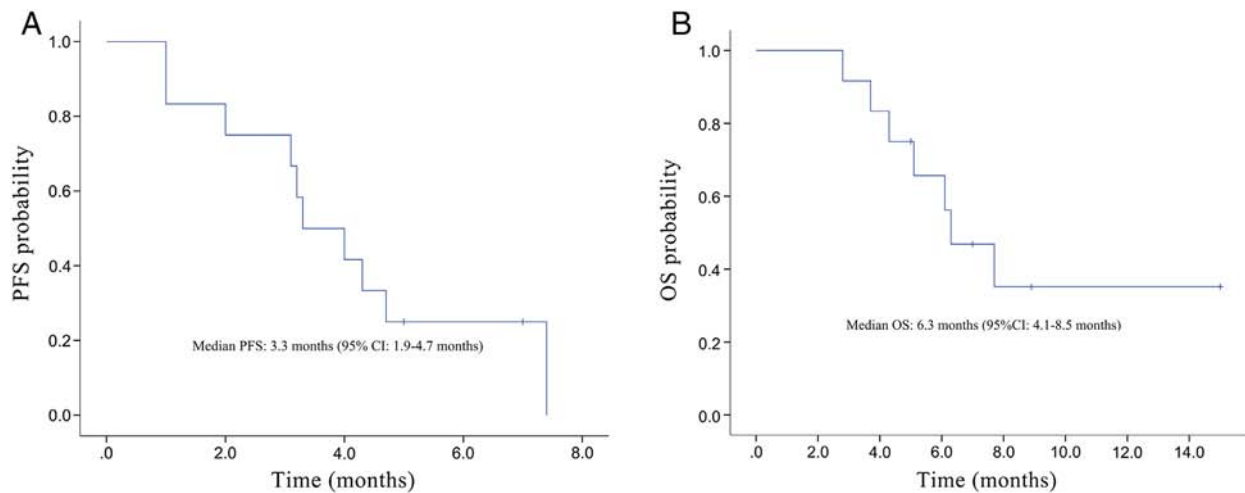 A
1.0
0.8
0.6
0.4
0.2
0.0
PFS probability
Median PFS: 3.3 months (95% CI: 1.9-4.7 months)
.0 2.0 4.0 6.0 8.0
Time (months)
B
1.0
0.8
0.6
0.4
0.2
0.0
OS probability
Median OS: 6.3 months (95%CI: 4.1-8.5 months)
.0 2.0 4.0 6.0 8.0 10.0 12.0 14.0
Time (months)